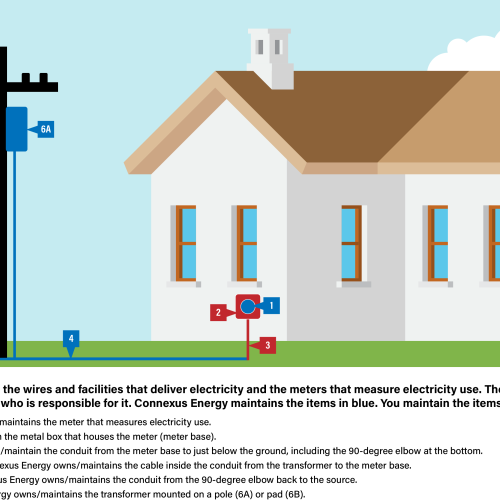 6A
1
2
3
4
the wires and facilities that deliver electricity and the meters that measure electricity use. Th
who is responsible for it. Connexus Energy maintains the items in blue. You maintain the items
maintains the meter that measures electricity use.
the metal box that houses the meter (meter base).
/maintain the conduit from the meter base to just below the ground, including the 90-degree elbow at the bottom.
exus Energy owns/maintains the cable inside the conduit from the transformer to the meter base.
us Energy owns/maintains the conduit from the 90-degree elbow back to the source.
rgy owns/maintains the transformer mounted on a pole (6A) or pad (6B).